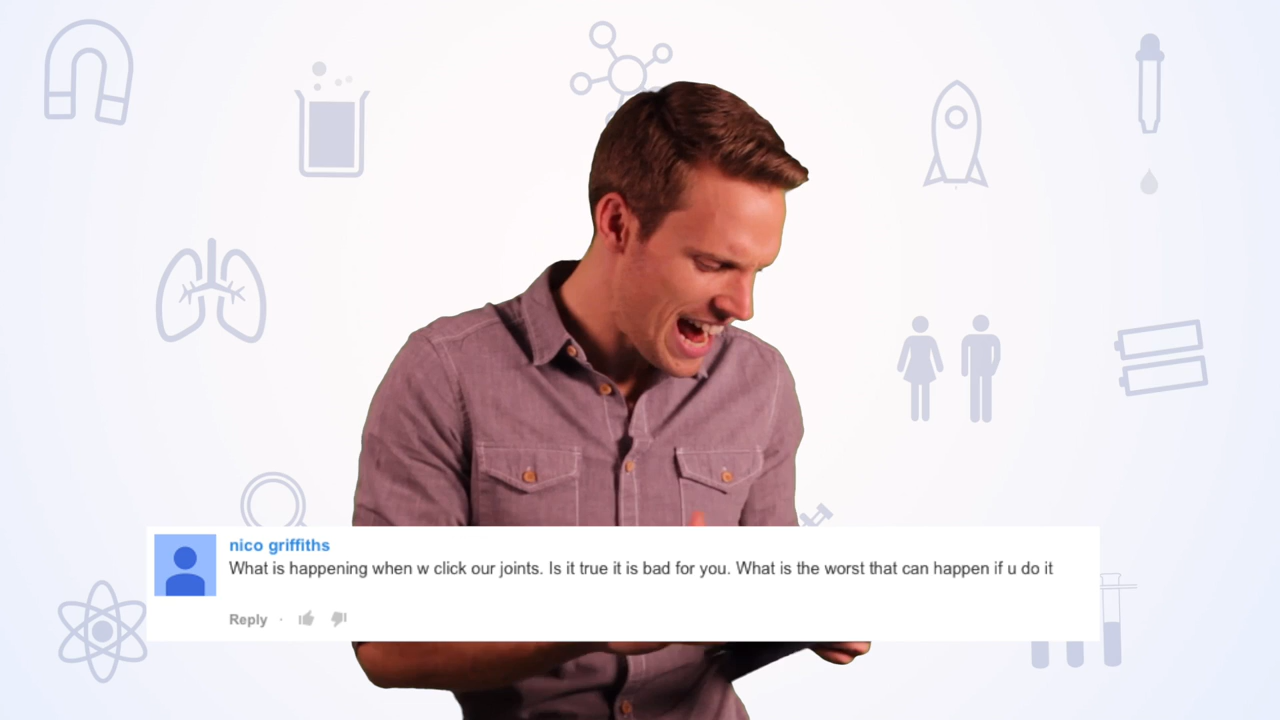 nico griffiths
What is happening when w click our joints. Is it true it is bad for you. What is the worst that can happen if u do it
Reply ·